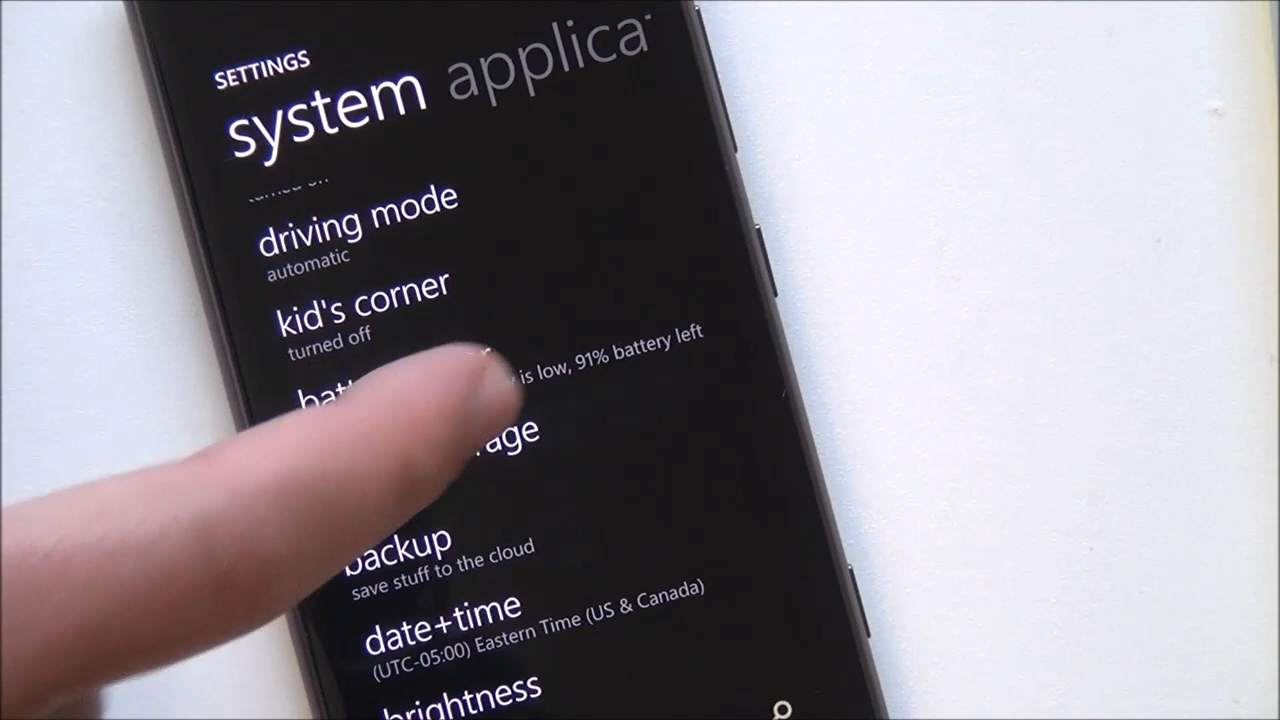 SETTINGS
system applica
driving mode
automatic
kid's corner
turned off
is low, 91% battery left
backup
save stuff to the cloud
date+time
(UTC-05:00) Eastern Time (US & Canada)
brightness